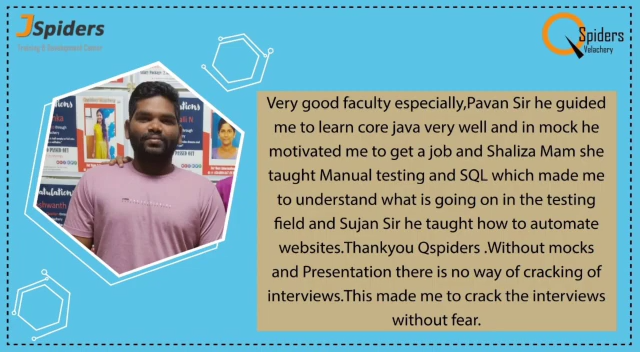 JSpiders
Training & Development Center
QSpiders
Velachery
Very good faculty especially,Pavan Sir he guided
me to learn core java very well and in mock he
motivated me to get a job and Shaliza Mam she
taught Manual testing and SQL which made me
to understand what is going on in the testing
field and Sujan Sir he taught how to automate
websites.Thankyou Qspiders .Without mocks
and Presentation there is no way of cracking of
interviews.This made me to crack the interviews
without fear.